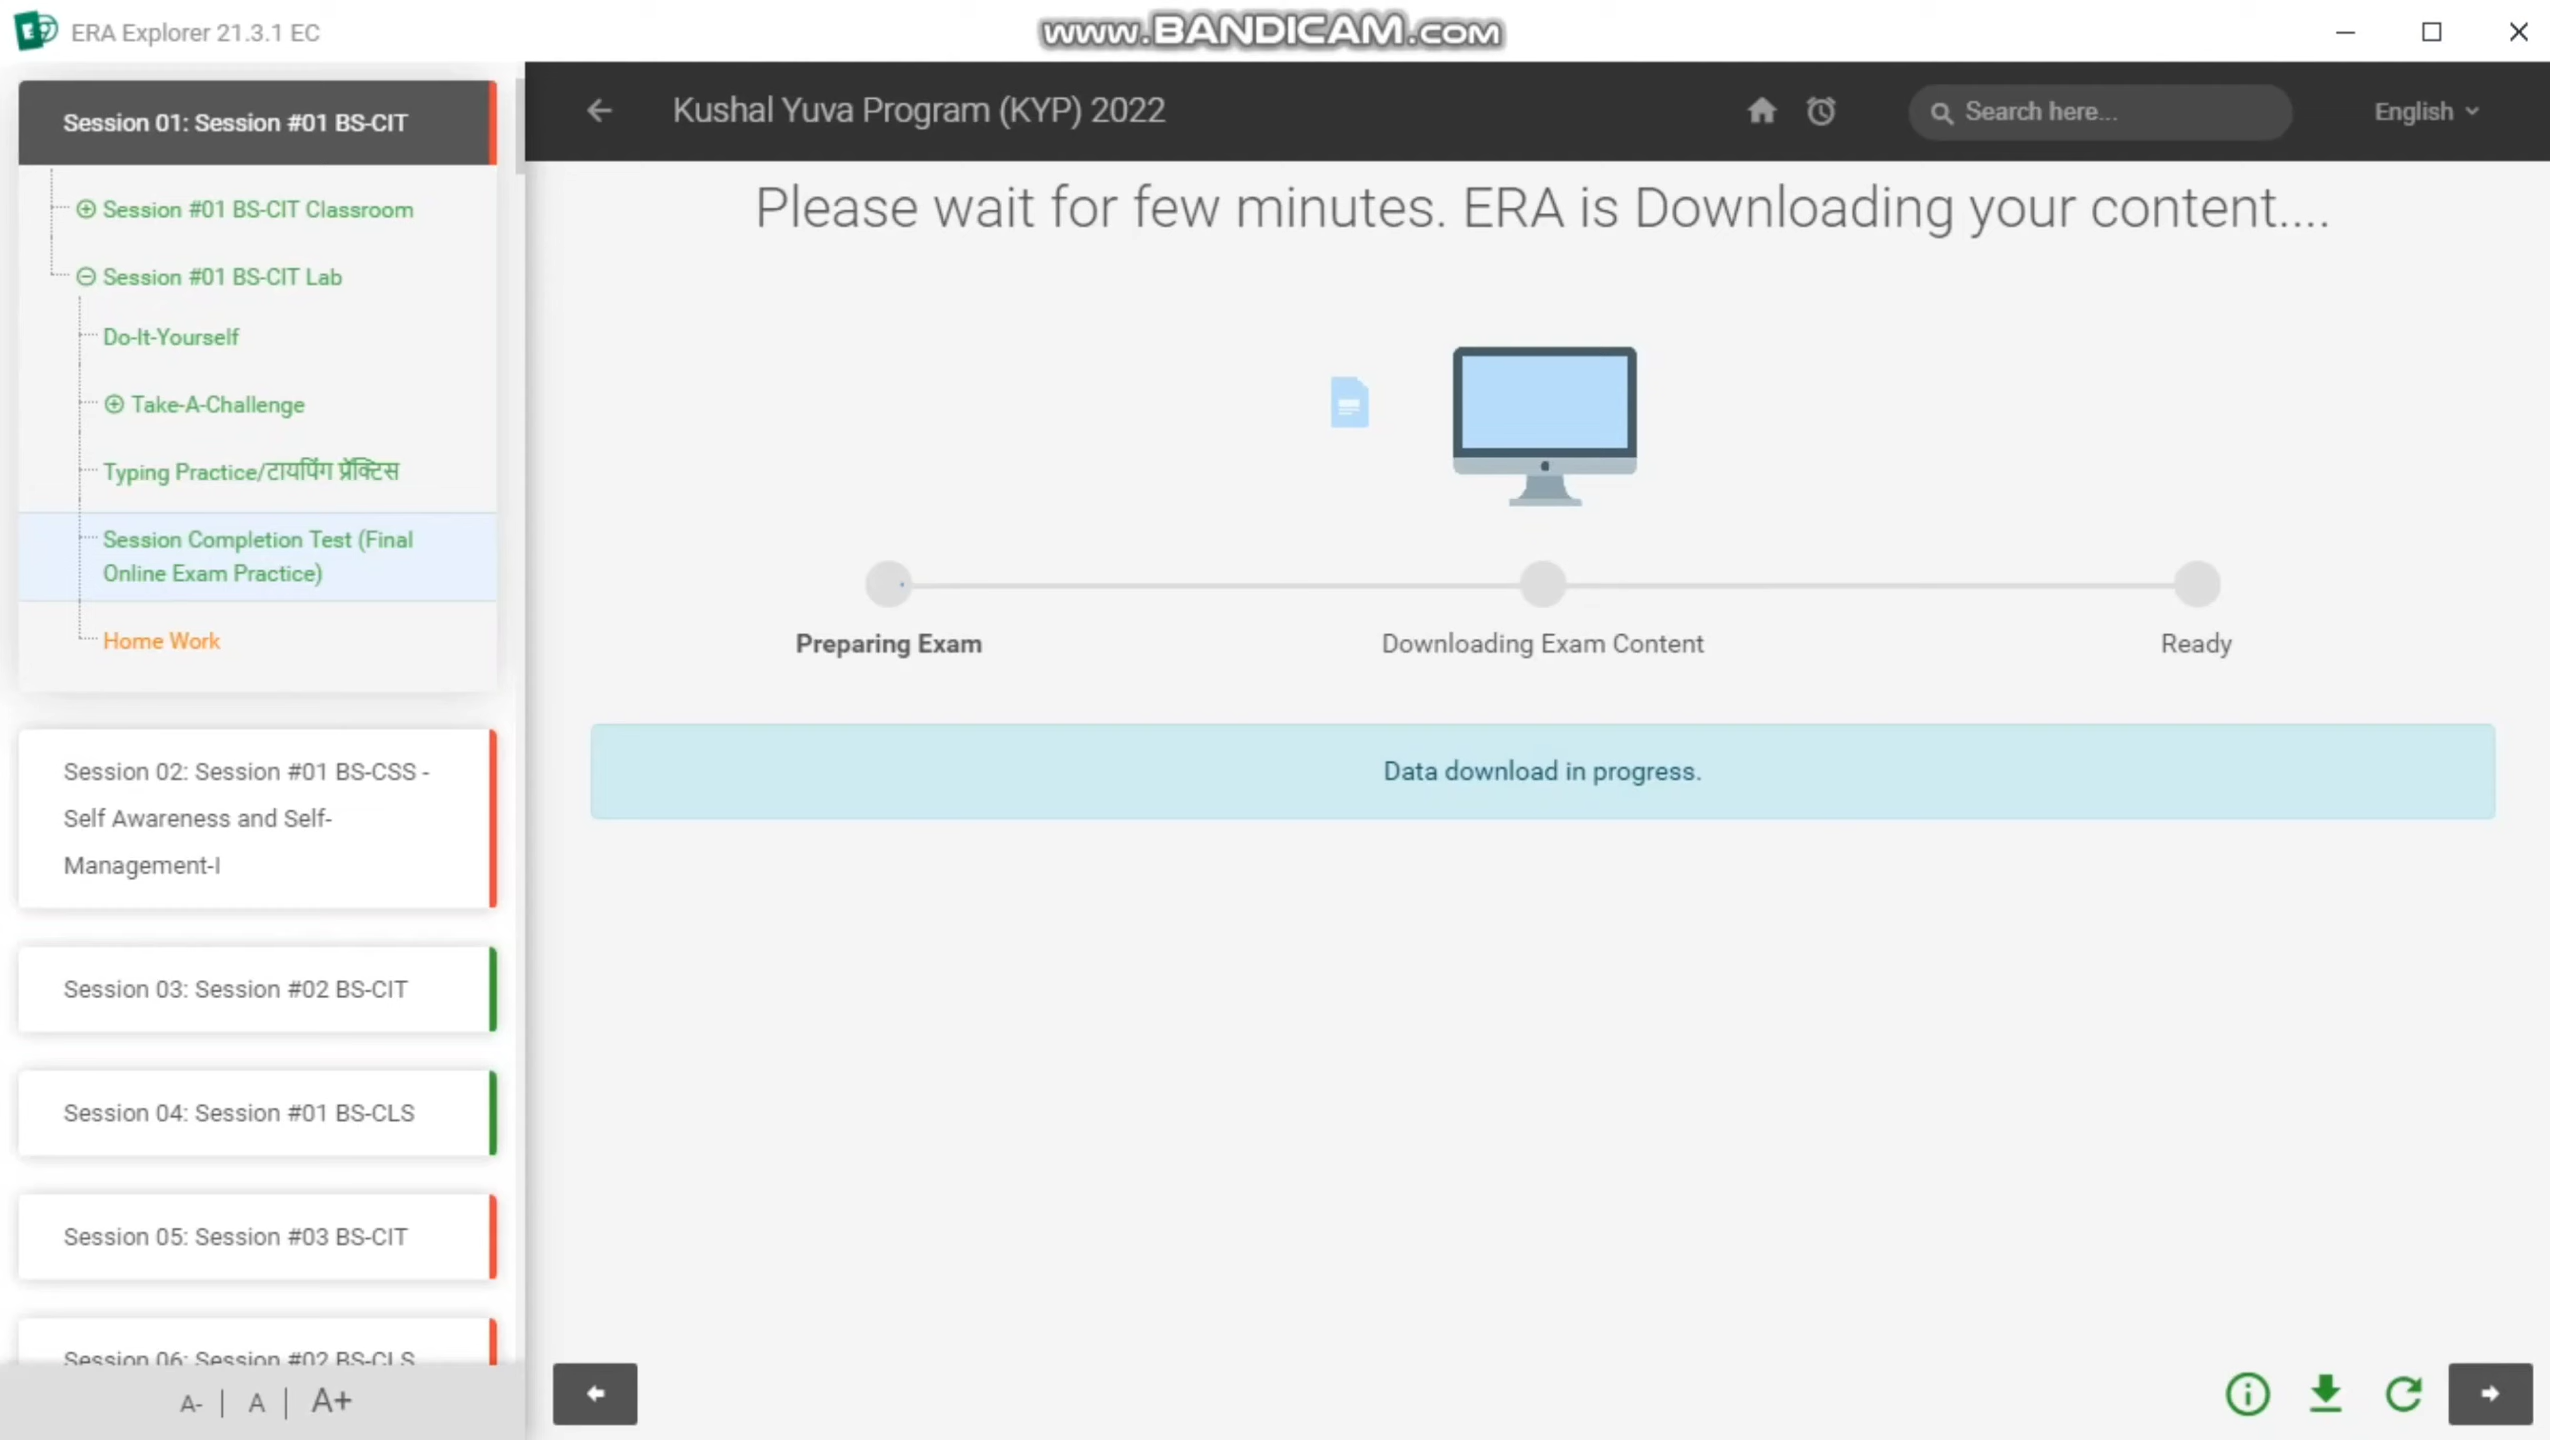 ERA Explorer 21.3.1 EC
www.BANDICAM.com
Session 01: Session #01 BS-CIT
Session #01 BS-CIT Classroom
Session #01 BS-CIT Lab
Do-It-Yourself
Take-A-Challenge
Typing Practice/टायपिंग प्रॅक्टिस
Session Completion Test (Final
Online Exam Practice)
Home Work
Session 02: Session #01 BS-CSS -
Self Awareness and Self-
Management-I
Session 03: Session #02 BS-CIT
Session 04: Session #01 BS-CLS
Session 05: Session #03 BS-CIT
Session 06: Session #02 BS-CLS
A- | A | A+
Kushal Yuva Program (KYP) 2022
Search here...
English
Please wait for few minutes. ERA is Downloading your content....
Preparing Exam
Downloading Exam Content
Ready
Data download in progress.